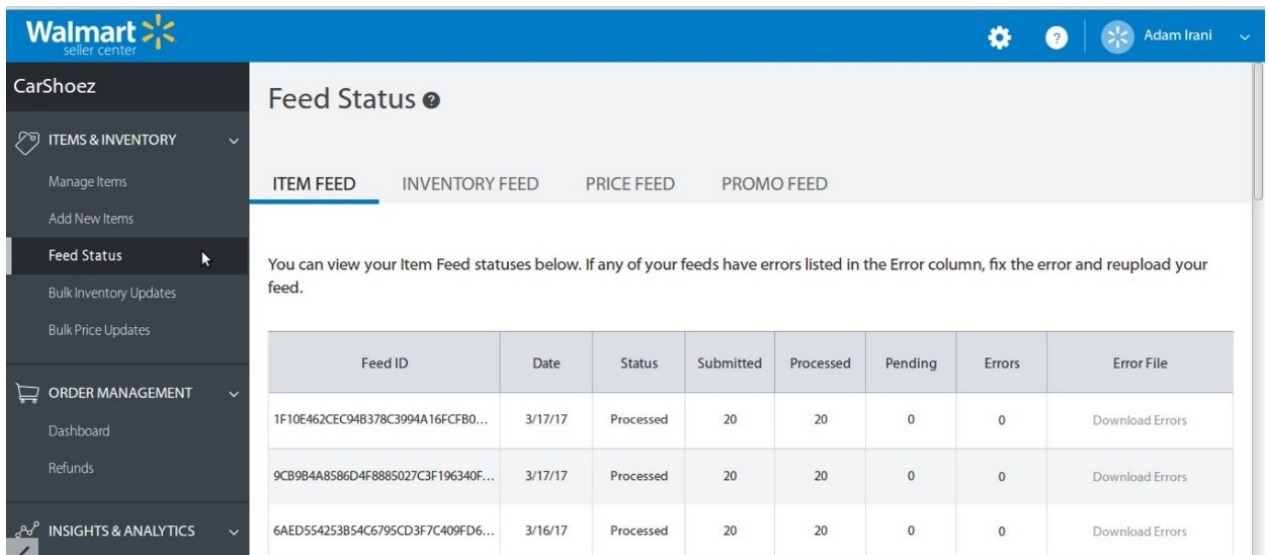 Walmart
seller center
? Adam Irani
CarShoez
ITEMS & INVENTORY
Manage Items
Add New Items
Feed Status
Bulk Inventory Updates
Bulk Price Updates
ORDER MANAGEMENT
Dashboard
Refunds
INSIGHTS & ANALYTICS
Feed Status ?
ITEM FEED INVENTORY FEED PRICE FEED PROMO FEED
You can view your Item Feed statuses below. If any of your feeds have errors listed in the Error column, fix the error and reupload your
feed.
Feed ID Date Status Submitted Processed Pending Errors Error File
1F10E462CEC94B378C3994A16FCFB0... 3/17/17 Processed 20 20 0 0 Download Errors
9CB9B4A8586D4F8885027C3F196340F... 3/17/17 Processed 20 20 0 0 Download Errors
6AED554253B54C6795CD3F7C409FD6... 3/16/17 Processed 20 20 0 0 Download Errors